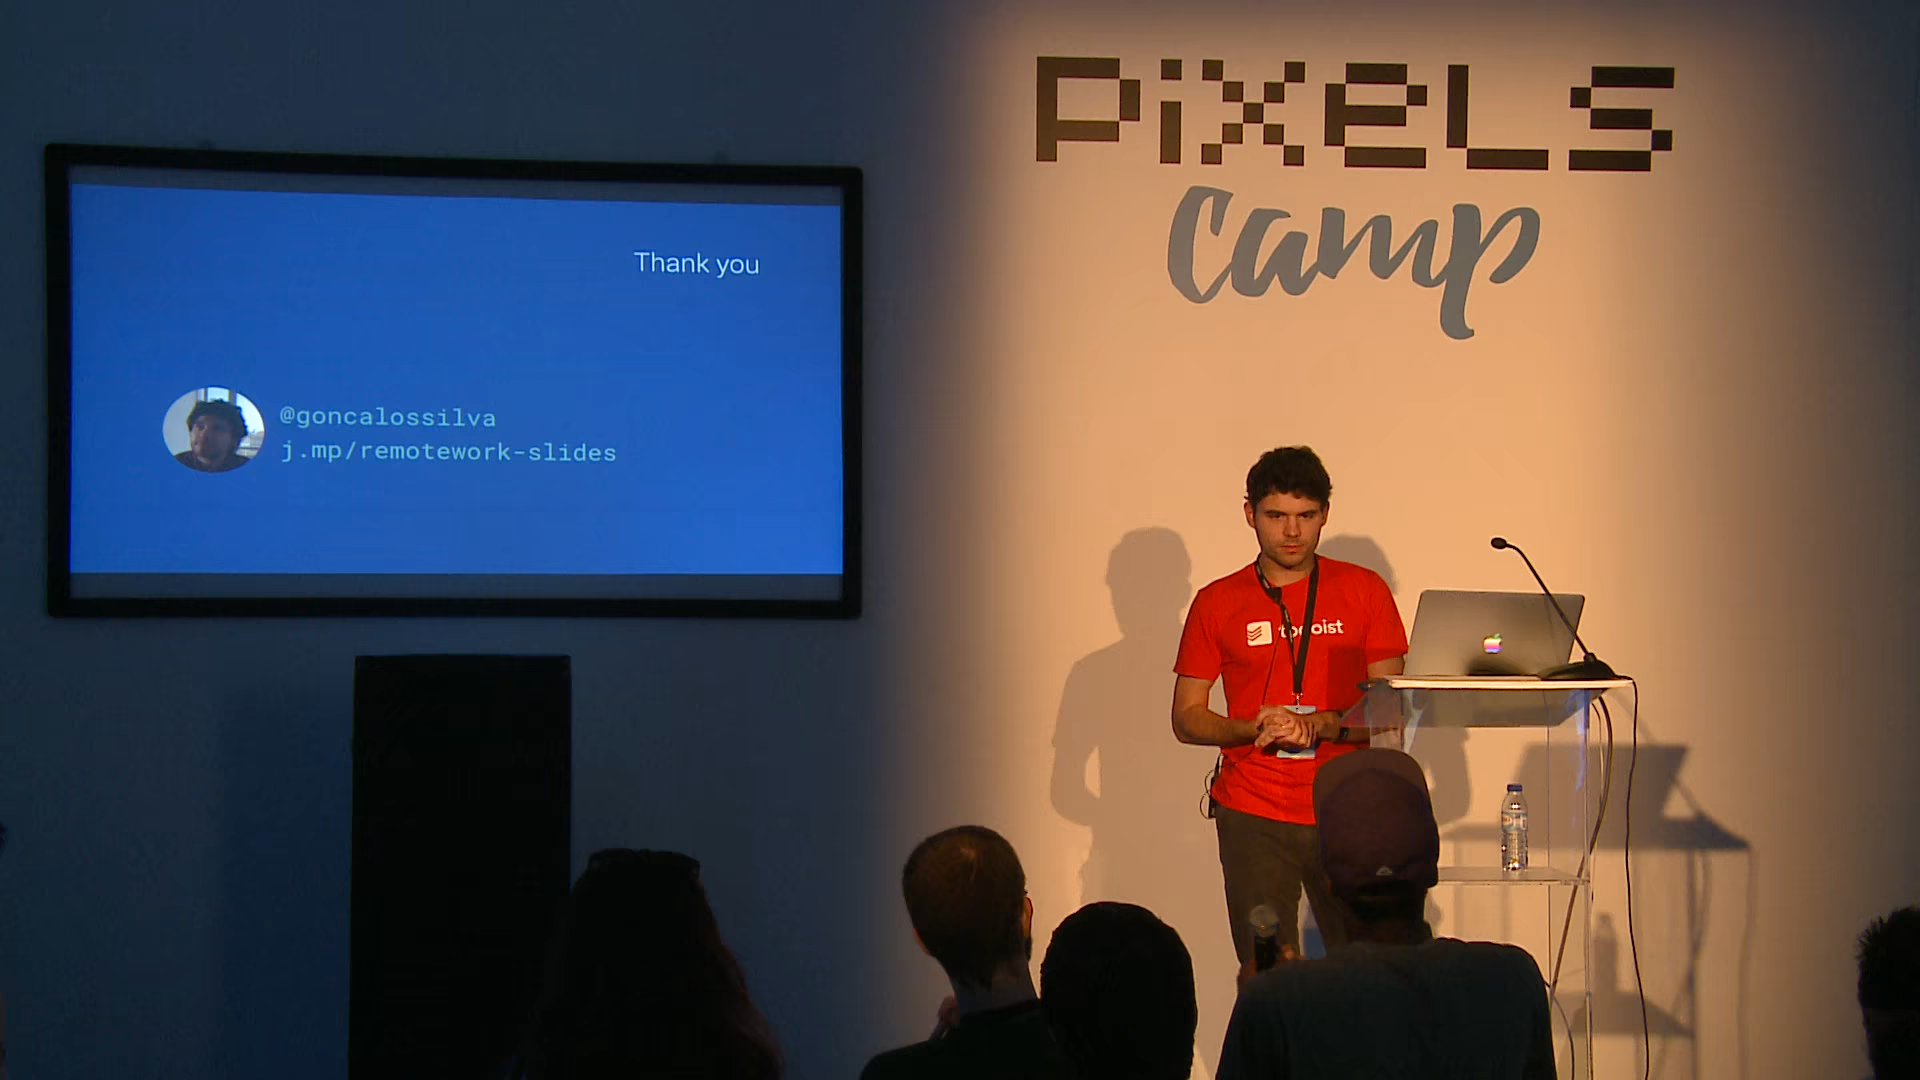 Thank you
@goncalossilva
j.mp/remotework-slides
pixels
camp